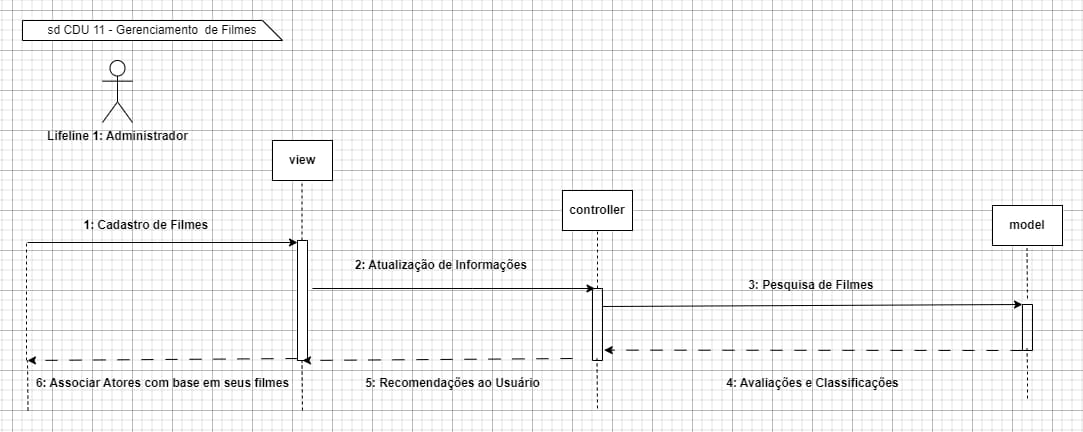 sd CDU 11 - Gerenciamento de Filmes
Lifeline 1: Administrador
view
controller
model
1: Cadastro de Filmes
2: Atualização de Informações
3: Pesquisa de Filmes
6: Associar Atores com base em seus filmes
5: Recomendações ao Usuário
4: Avaliações e Classificações